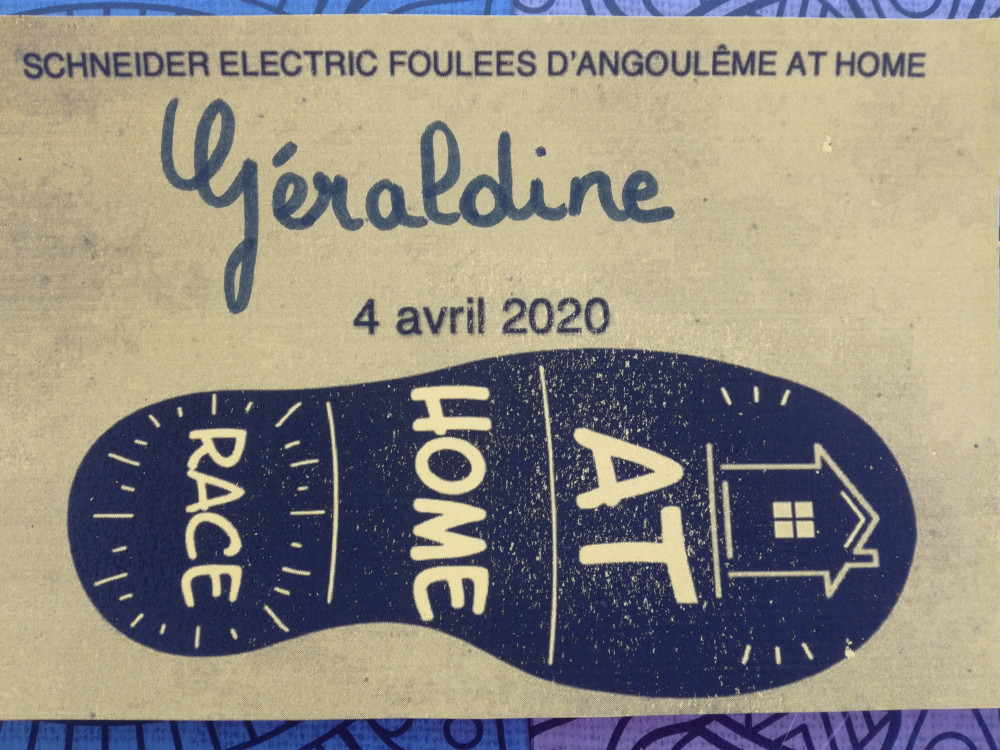 SCHNEIDER ELECTRIC FOULEES D'ANGOULÊME AT HOME
Géraldine
4 avril 2020
AT
HOME
RACE